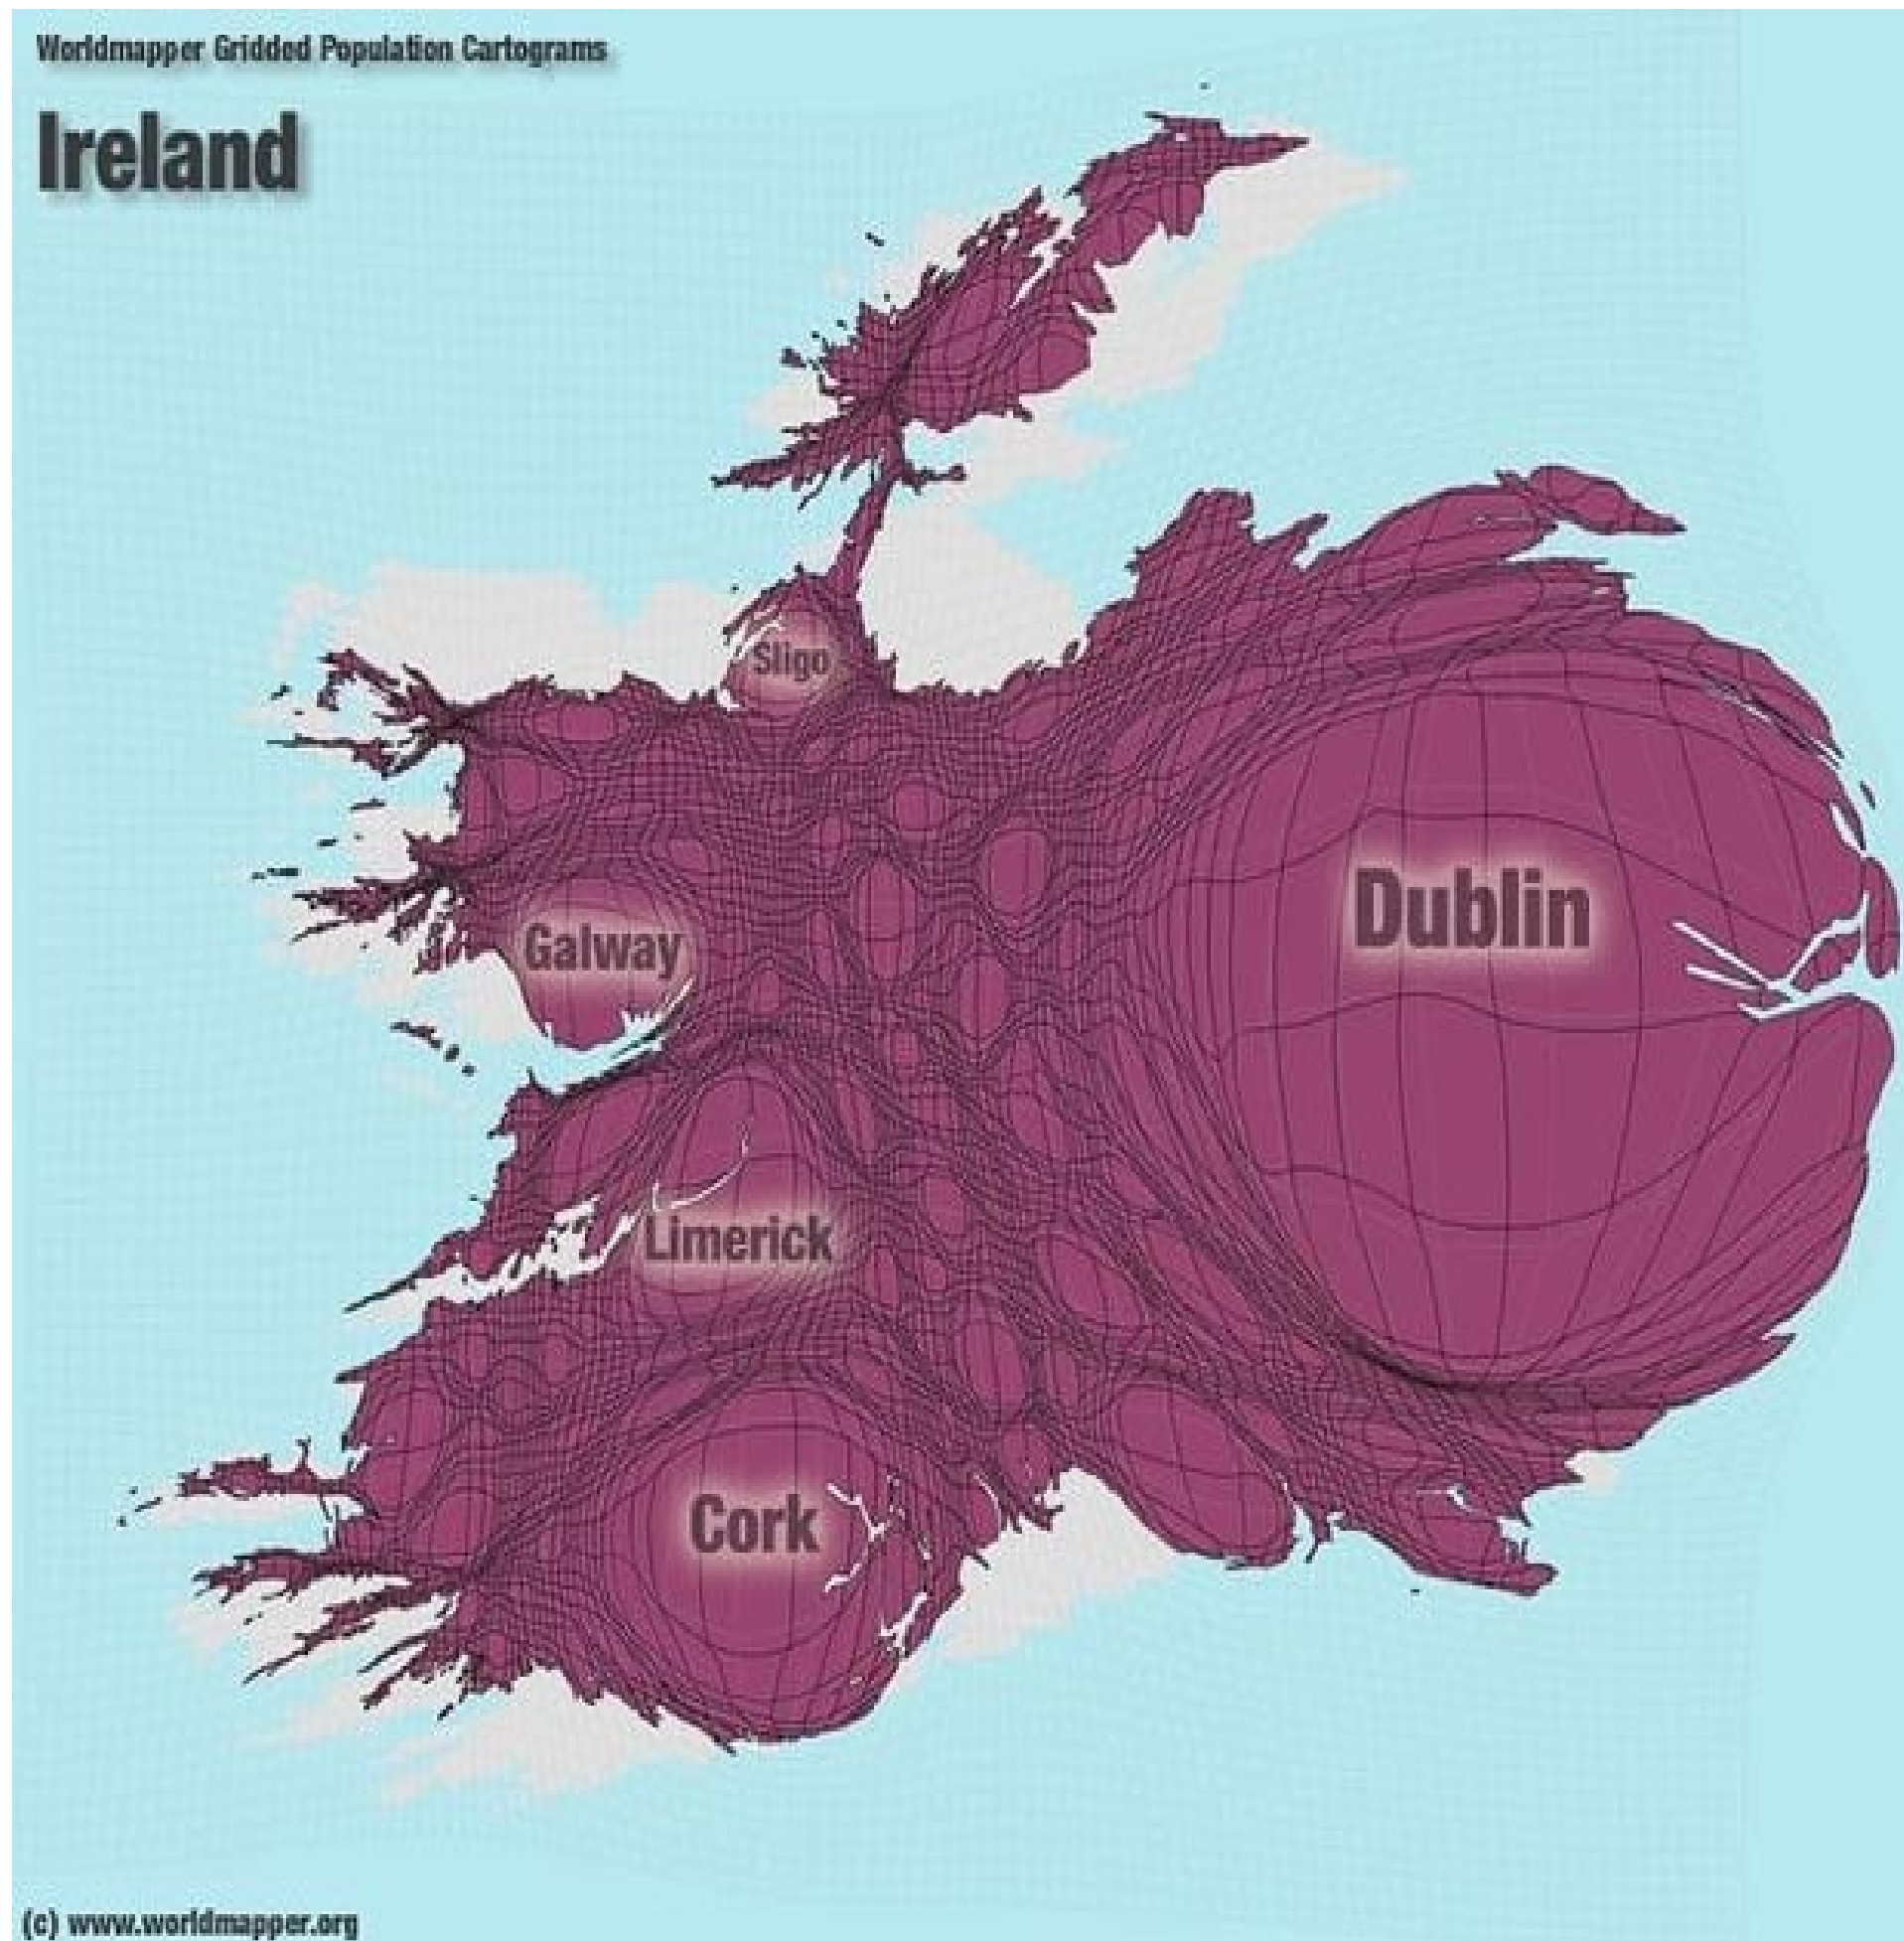 Worldmapper Gridded Population Cartograms
Ireland
Sligo
Dublin
Galway
Limerick
Cork
(c) www.worldmapper.org